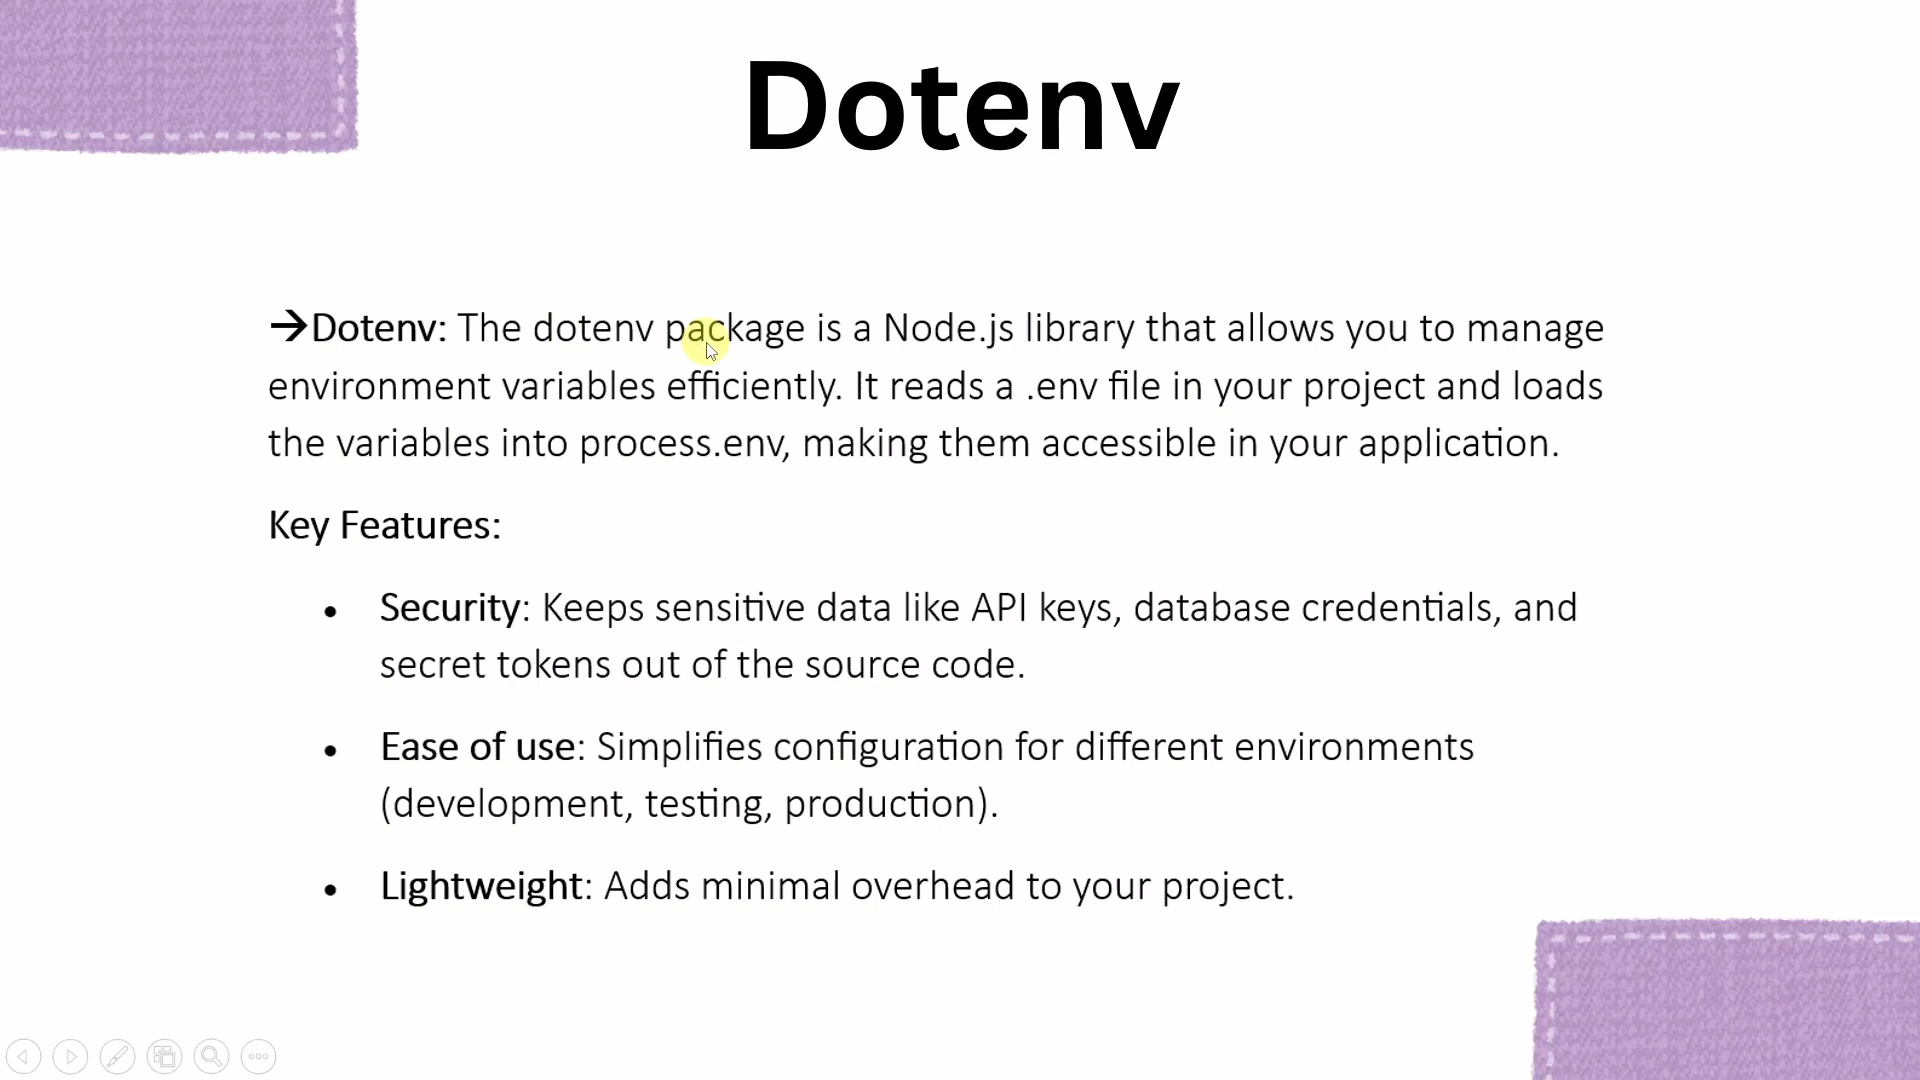 Dotenv
→Dotenv: The dotenv package is a Node.js library that allows you to manage
environment variables efficiently. It reads a .env file in your project and loads
the variables into process.env, making them accessible in your application.
Key Features:
• Security: Keeps sensitive data like API keys, database credentials, and
secret tokens out of the source code.
• Ease of use: Simplifies configuration for different environments
(development, testing, production).
• Lightweight: Adds minimal overhead to your project.